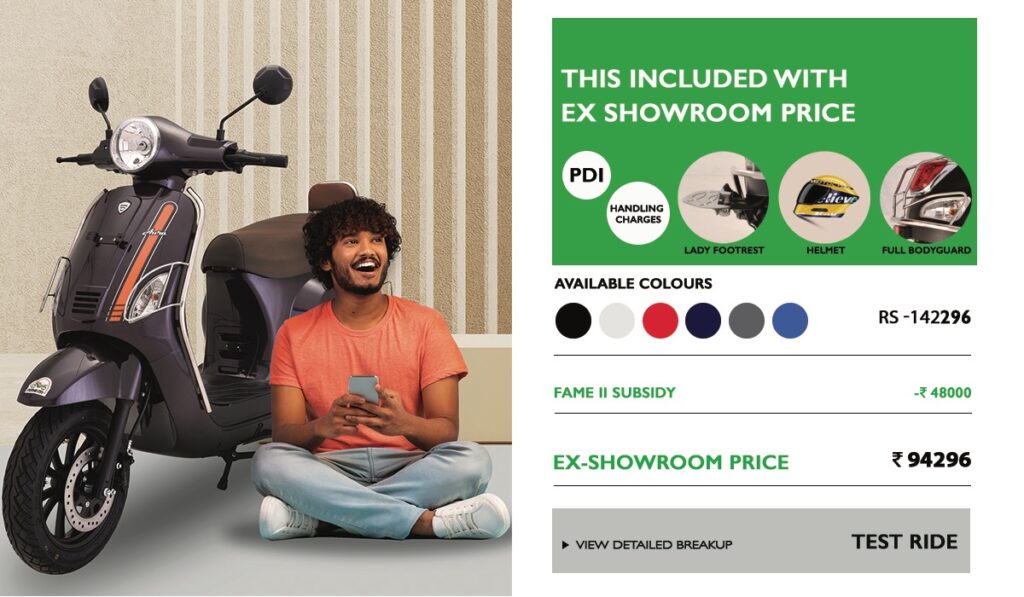 THIS INCLUDED WITH
EX SHOWROOM PRICE
PDI
HANDLING
CHARGES
LADY FOOTREST
HELMET
FULL BODYGUARD
AVAILABLE COLOURS
RS -142296
FAME II SUBSIDY
-₹ 48000
EX-SHOWROOM PRICE
₹ 94296
VIEW DETAILED BREAKUP
TEST RIDE